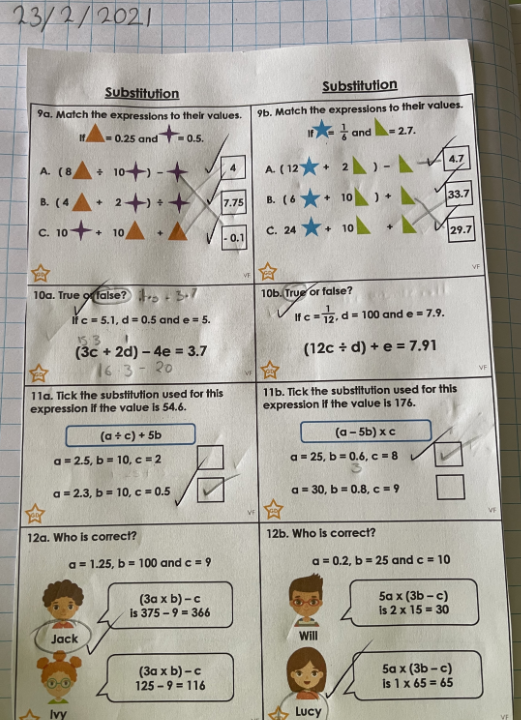 23/2/2021
Substitution
9a. Match the expressions to their values.
If = 0.25 and = 0.5.
A. (8 ÷ 10 ) –
4
B. (4 + 2 ) ÷
7.75
C. 10 + 10 +
- 0.1
VF
10a. True or false?
If c = 5.1, d = 0.5 and e = 5.
15.3 1
(3c + 2d) – 4e = 3.7
16.3 - 20
VF
11a. Tick the substitution used for this
expression if the value is 54.6.
(a ÷ c) + 5b
a = 2.5, b = 10, c = 2
a = 2.3, b = 10, c = 0.5
VF
12a. Who is correct?
a = 1.25, b = 100 and c = 9
(3a x b) – c
is 375 – 9 = 366
Jack
(3a x b) – c
125 – 9 = 116
Ivy
Substitution
9b. Match the expressions to their values.
If = 1/6 and = 2.7.
A. (12 + 2 ) –
4.7
B. (6 + 10 ) +
33.7
C. 24 + 10 +
29.7
VF
10b. True or false?
If c = 1/12, d = 100 and e = 7.9.
(12c ÷ d) + e = 7.91
VF
11b. Tick the substitution used for this
expression if the value is 176.
(a – 5b) x c
a = 25, b = 0.6, c = 8
3
a = 30, b = 0.8, c = 9
VF
12b. Who is correct?
a = 0.2, b = 25 and c = 10
5a x (3b – c)
is 2 x 15 = 30
Will
5a x (3b – c)
is 1 x 65 = 65
Lucy
VF